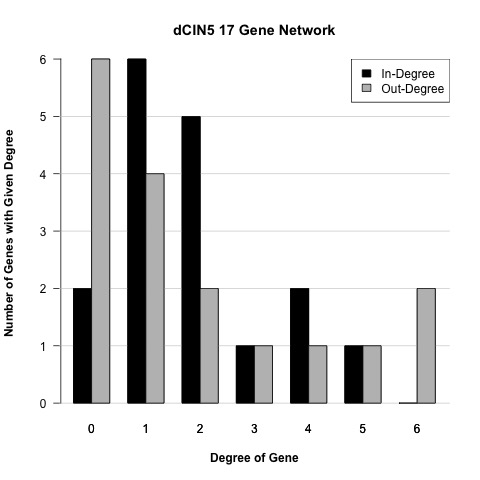 dCIN5 17 Gene Network
In-Degree
Out-Degree
Number of Genes with Given Degree
6
5
4
3
2
1
0
0 1 2 3 4 5 6
Degree of Gene